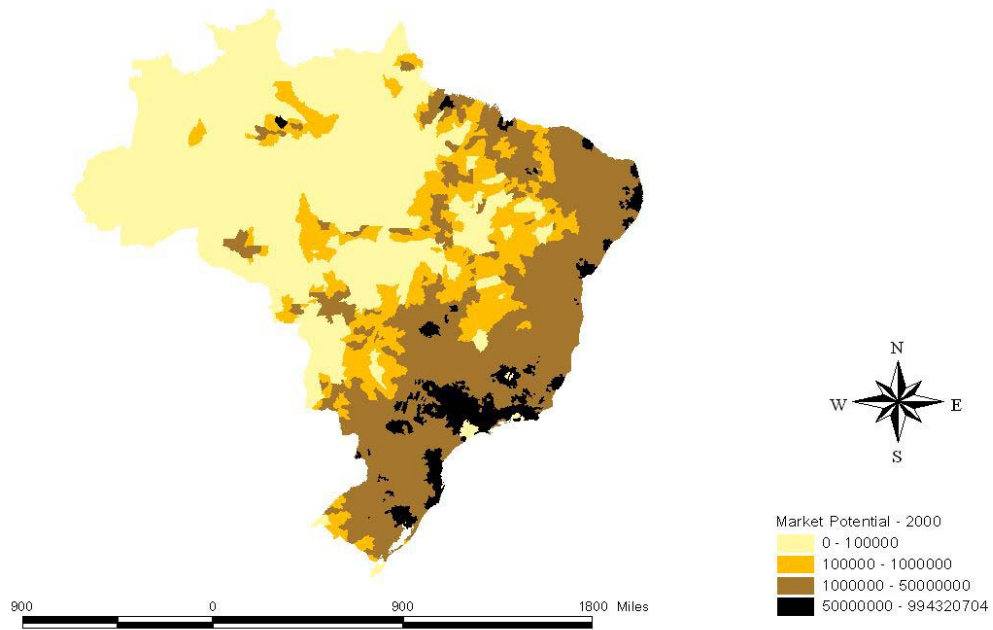 N
W E
S
Market Potential - 2000
0 - 100000
100000 - 1000000
1000000 - 50000000
50000000 - 994320704
900 0 900 1800 Miles